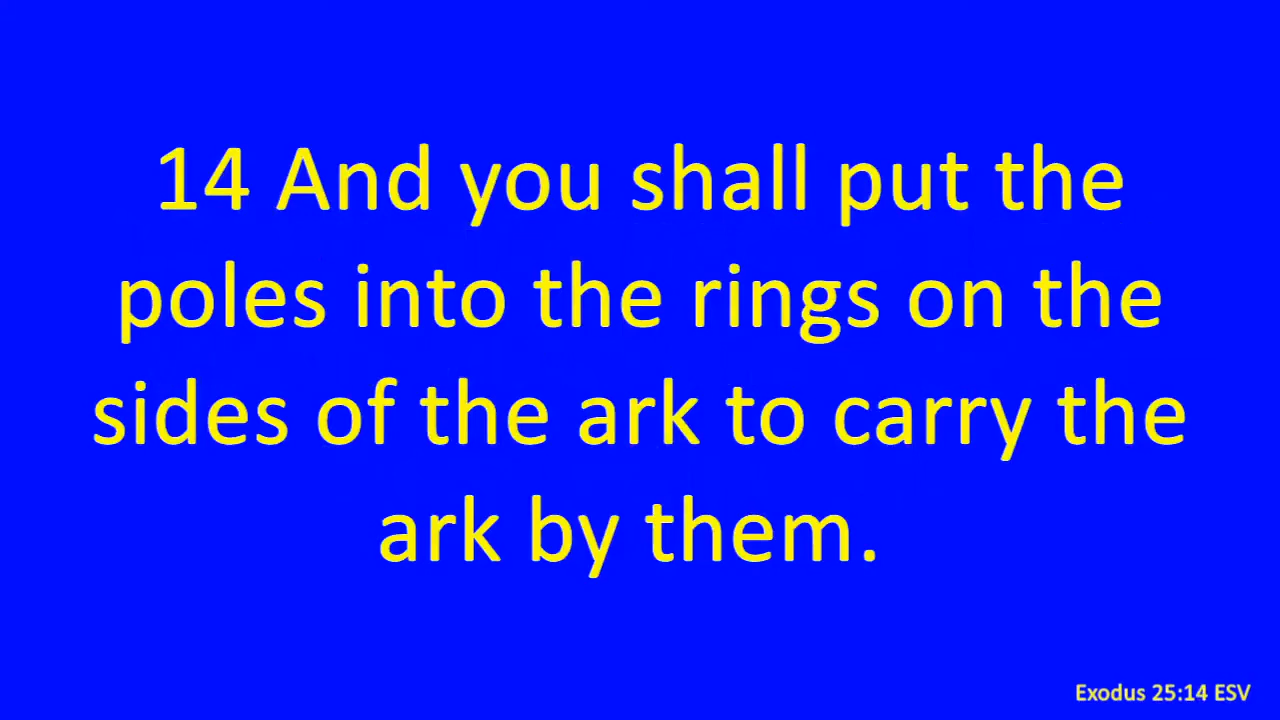 14 And you shall put the
poles into the rings on the
sides of the ark to carry the
ark by them.
Exodus 25:14 ESV